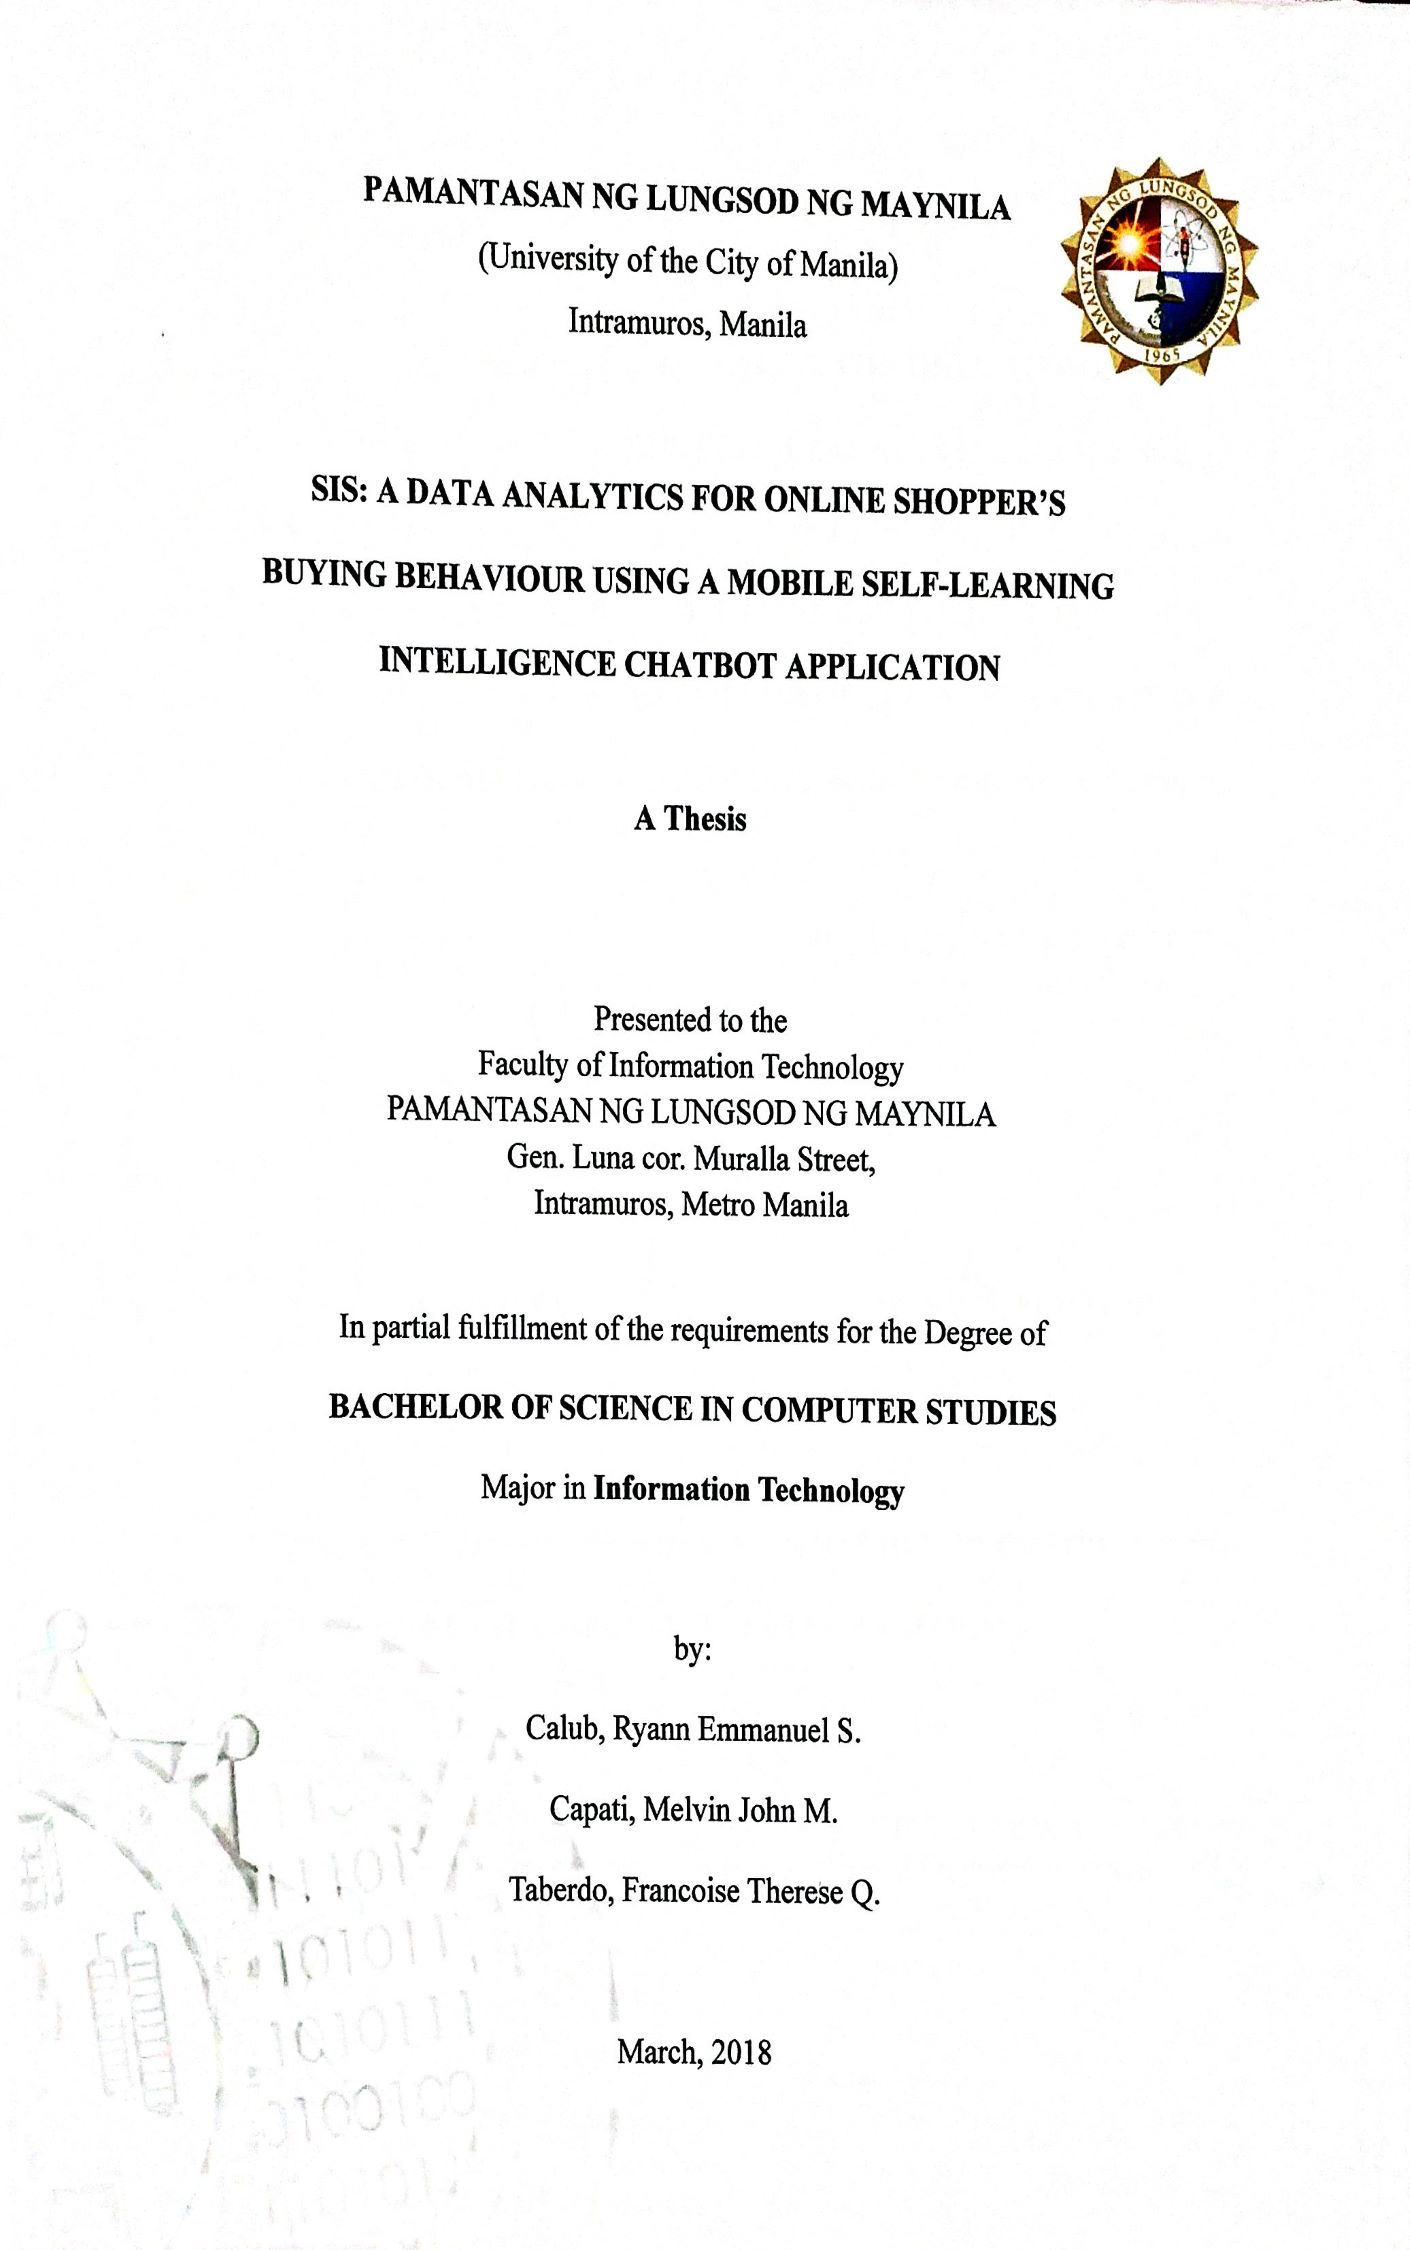 PAMANTASAN NG LUNGSOD NG MAYNILA
(University of the City of Manila)
Intramuros, Manila
PAMANTASAN NG LUNGSOD NG MAYNILA
1965
SIS: A DATA ANALYTICS FOR ONLINE SHOPPER'S
BUYING BEHAVIOUR USING A MOBILE SELF-LEARNING
INTELLIGENCE CHATBOT APPLICATION
A Thesis
Presented to the
Faculty of Information Technology
PAMANTASAN NG LUNGSOD NG MAYNILA
Gen. Luna cor. Muralla Street,
Intramuros, Metro Manila
In partial fulfillment of the requirements for the Degree of
BACHELOR OF SCIENCE IN COMPUTER STUDIES
Major in Information Technology
by:
Calub, Ryann Emmanuel S.
Capati, Melvin John M.
Taberdo, Francoise Therese Q.
March, 2018